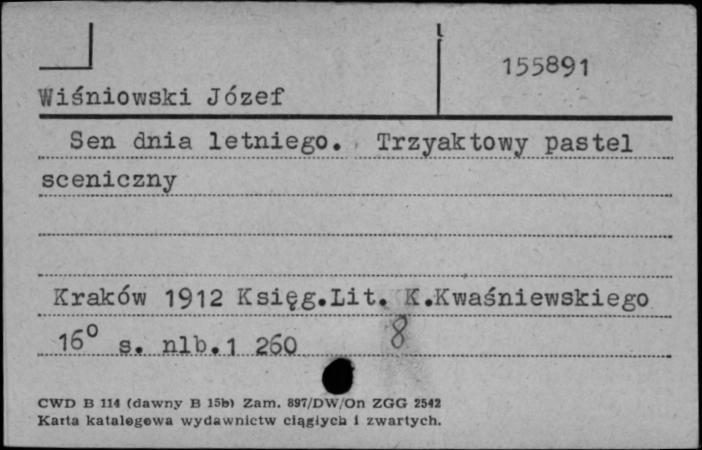 155891
Wiśniowski Józef
Sen dnia letniego. Trzyaktowy pastel
sceniczny
Kraków 1912 Księg.Lit. K.Kwaśniewskiego
16° s. nlb.1 260 8
CWD B 114 (dawny B 15b) Zam. 897/DW/On ZGG 2542
Karta katalogowa wydawnictw ciągłych i zwartych.